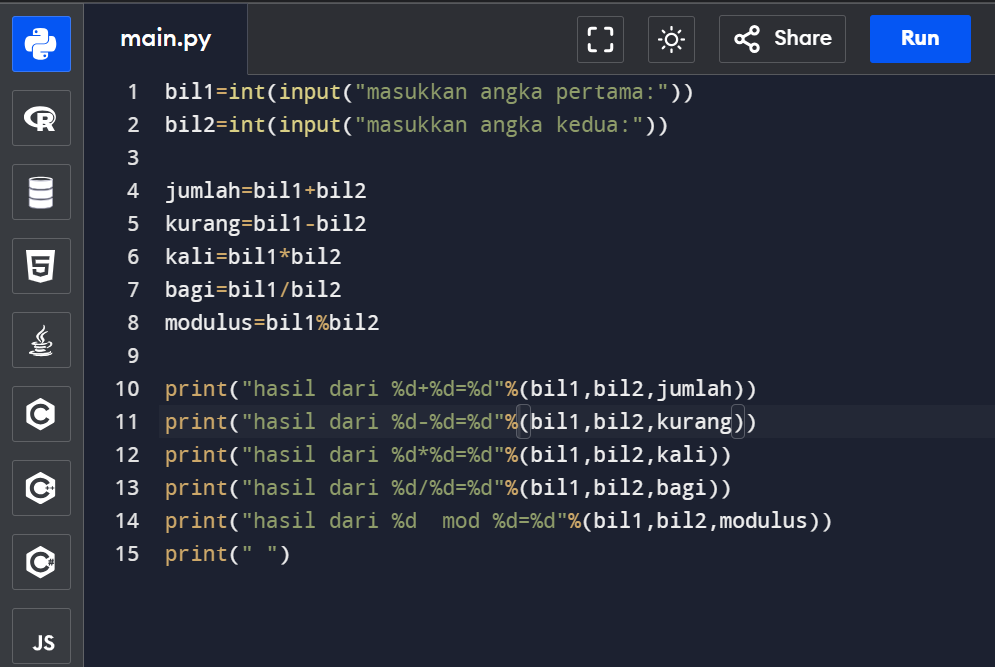 main.py
Share
Run
1 bil1=int(input("masukkan angka pertama:"))
2 bil2=int(input("masukkan angka kedua:"))
3
4 jumlah=bil1+bil2
5 kurang=bil1-bil2
6 kali=bil1*bil2
7 bagi=bil1/bil2
8 modulus=bil1%bil2
9
10 print("hasil dari %d+%d=%d"%(bil1,bil2,jumlah))
11 print("hasil dari %d-%d=%d"%(bil1,bil2,kurang))
12 print("hasil dari %d*%d=%d"%(bil1,bil2,kali))
13 print("hasil dari %d/%d=%d"%(bil1,bil2,bagi))
14 print("hasil dari %d  mod %d=%d"%(bil1,bil2,modulus))
15 print(" ")
R
5
C
C++
C#
JS